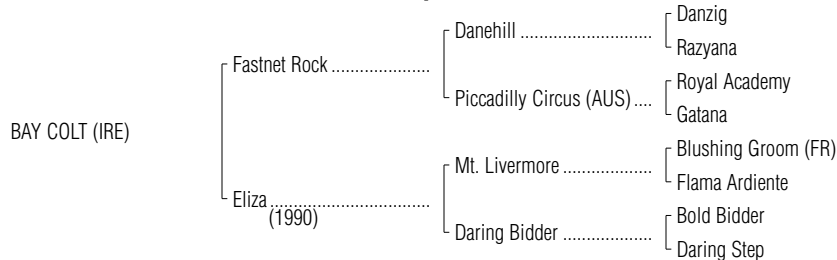 Danzig
Danehill ..............................
Razyana
Fastnet Rock ......................
Royal Academy
Piccadilly Circus (AUS) ....
Gatana
BAY COLT (IRE)
Blushing Groom (FR)
Mt. Livermore ....................
Flama Ardiente
Eliza ....................................
(1990)
Bold Bidder
Daring Bidder ....................
Daring Step